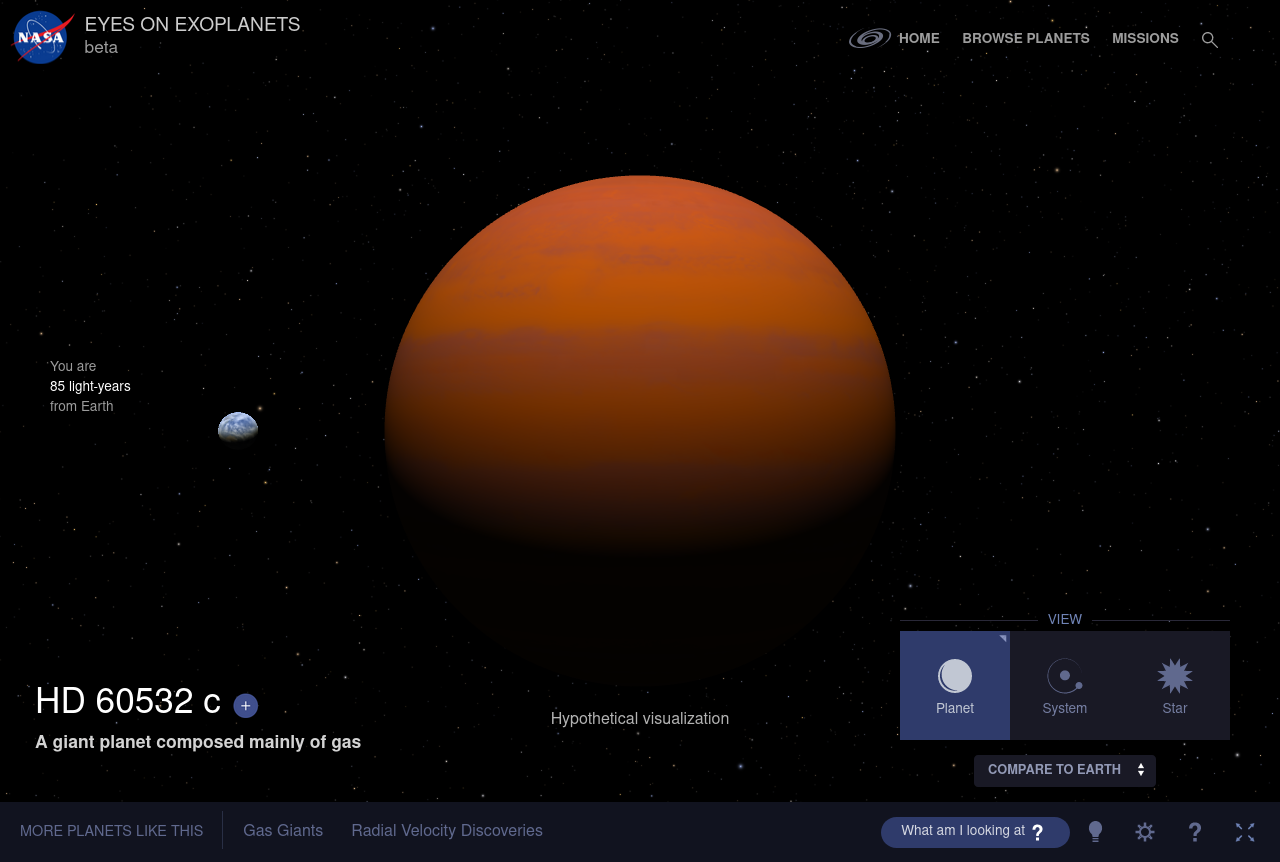 NASA
EYES ON EXOPLANETS
beta
HOME
BROWSE PLANETS
MISSIONS
You are
85 light-years
from Earth
HD 60532 c +
A giant planet composed mainly of gas
Hypothetical visualization
VIEW
Planet
System
Star
COMPARE TO EARTH
MORE PLANETS LIKE THIS
Gas Giants
Radial Velocity Discoveries
What am I looking at ?
?